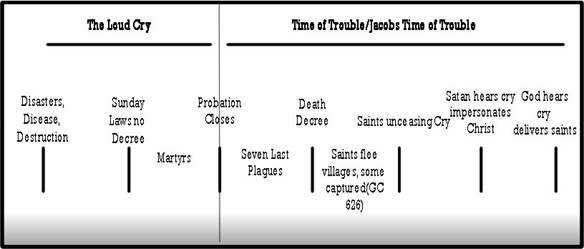 The Loud Cry
Time of Trouble/Jacobs Time of Trouble
Disasters,
Disease,
Destruction
Sunday
Laws no
Decree
Martyrs
Probation
Closes
Seven Last
Plagues
Death
Decree
Saints flee
villages, some
captured(GC
626)
Saints unceasing Cry
Satan hears cry
impersonates
Christ
God hears
cry
delivers saints